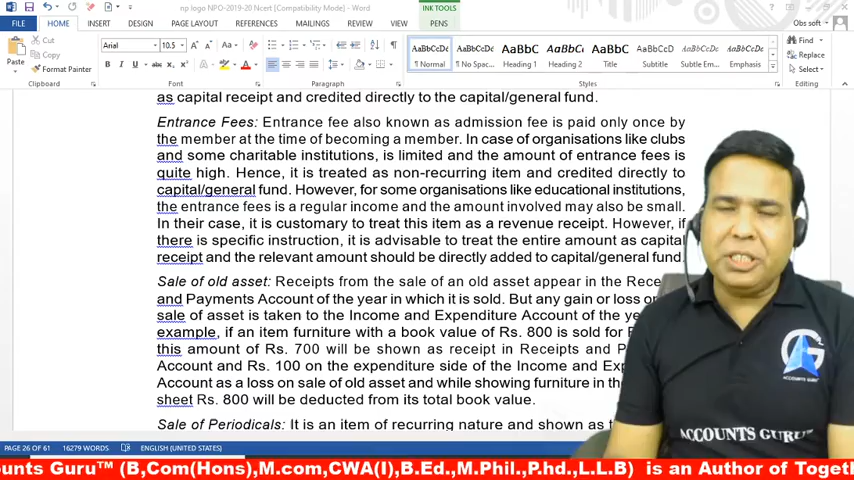 np logo NPO-2019-20 Ncert [Compatibility Mode] - Word
INK TOOLS
FILE HOME INSERT DESIGN PAGE LAYOUT REFERENCES MAILINGS REVIEW VIEW PENS
Obs soft
Cut
Copy
Format Painter
Paste
Clipboard
Arial 10.5
Font
Paragraph
AaBbCcDc AaBbCcDc AaBbC AaBbCc AaBbC AaBbCcD AaBbCcDc AaBbCcDc
¶ Normal ¶ No Spac... Heading 1 Heading 2 Title Subtitle Subtle Em... Emphasis
Styles
Find
Replace
Select
Editing
as capital receipt and credited directly to the capital/general fund.
Entrance Fees: Entrance fee also known as admission fee is paid only once by
the member at the time of becoming a member. In case of organisations like clubs
and some charitable institutions, is limited and the amount of entrance fees is
quite high. Hence, it is treated as non-recurring item and credited directly to
capital/general fund. However, for some organisations like educational institutions,
the entrance fees is a regular income and the amount involved may also be small.
In their case, it is customary to treat this item as a revenue receipt. However, if
there is specific instruction, it is advisable to treat the entire amount as capital
receipt and the relevant amount should be directly added to capital/general fund.
Sale of old asset: Receipts from the sale of an old asset appear in the Rece
and Payments Account of the year in which it is sold. But any gain or loss o
sale of asset is taken to the Income and Expenditure Account of the ye
example, if an item furniture with a book value of Rs. 800 is sold for
this amount of Rs. 700 will be shown as receipt in Receipts and P
Account and Rs. 100 on the expenditure side of the Income and Exp
Account as a loss on sale of old asset and while showing furniture in the
sheet Rs. 800 will be deducted from its total book value.
Sale of Periodicals: It is an item of recurring nature and shown as
ACCOUNTS GURU
ACCOUNTS GURU
PAGE 26 OF 61 16279 WORDS ENGLISH (UNITED STATES)
ounts Guru™ (B,Com(Hons),M.com,CWA(I),B.Ed.,M.Phil.,P.hd.,L.L.B) is an Author of Togeth